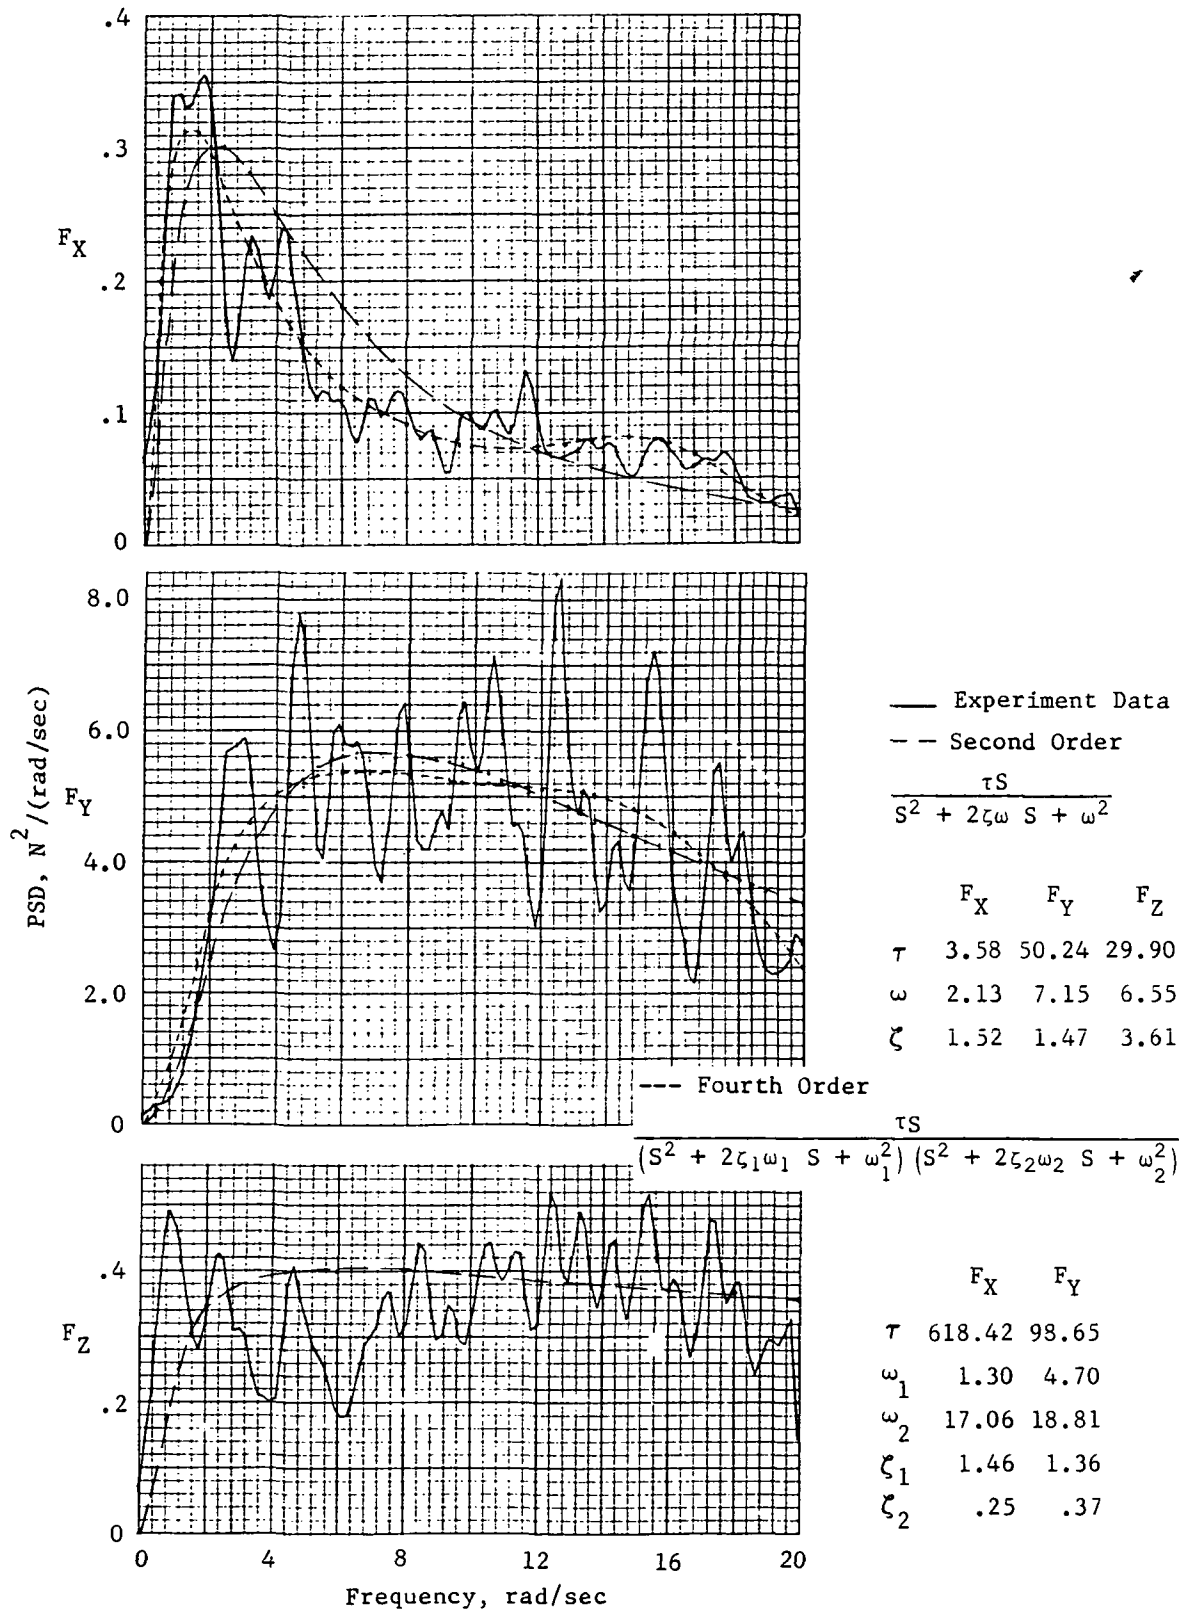 .4
.3
F_X
.2
.1
0
8.0
6.0
F_Y
4.0
2.0
0
PSD, N^2/(rad/sec)
—— Experiment Data
– – Second Order
τS
S^2 + 2ζω S + ω^2
F_X F_Y F_Z
τ 3.58 50.24 29.90
ω 2.13 7.15 6.55
ζ 1.52 1.47 3.61
--- Fourth Order
τS
(S^2 + 2ζ_1ω_1 S + ω_1^2) (S^2 + 2ζ_2ω_2 S + ω_2^2)
.4
F_Z
.2
0
F_X F_Y
τ 618.42 98.65
ω_1 1.30 4.70
ω_2 17.06 18.81
ζ_1 1.46 1.36
ζ_2 .25 .37
0 4 8 12 16 20
Frequency, rad/sec